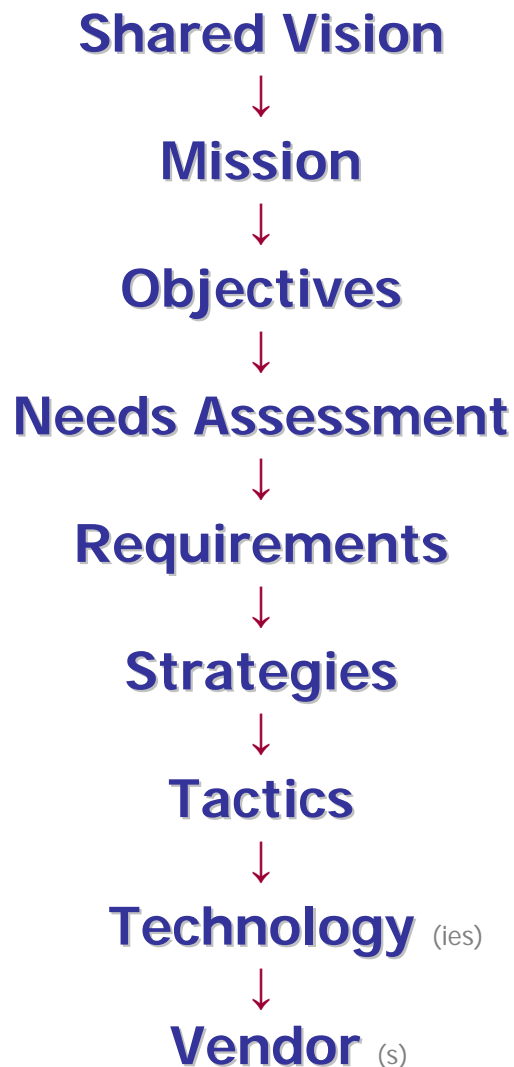 Shared Vision
↓
Mission
↓
Objectives
↓
Needs Assessment
↓
Requirements
↓
Strategies
↓
Tactics
↓
Technology (ies)
↓
Vendor (s)